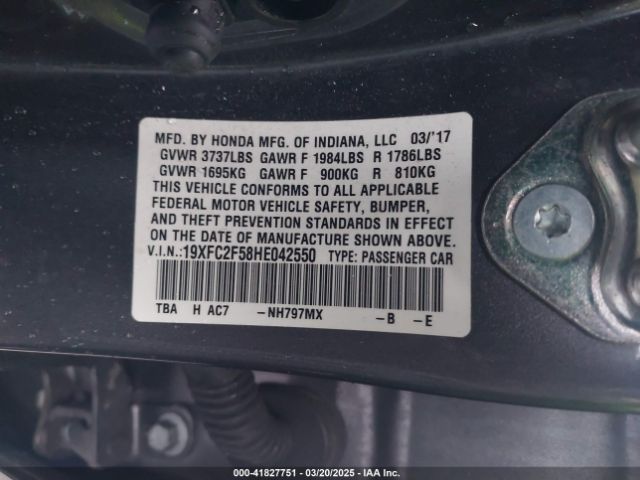 MFD. BY HONDA MFG. OF INDIANA, LLC 03/'17
GVWR 3737LBS GAWR F 1984LBS R 1786LBS
GVWR 1695KG GAWR F 900KG R 810KG
THIS VEHICLE CONFORMS TO ALL APPLICABLE
FEDERAL MOTOR VEHICLE SAFETY, BUMPER,
AND THEFT PREVENTION STANDARDS IN EFFECT
ON THE DATE OF MANUFACTURE SHOWN ABOVE.
V.I.N.:19XFC2F58HE042550 TYPE: PASSENGER CAR
TBA H AC7 -NH797MX -B -E
000-41827751 | 03/20/2025 | IAA Inc.